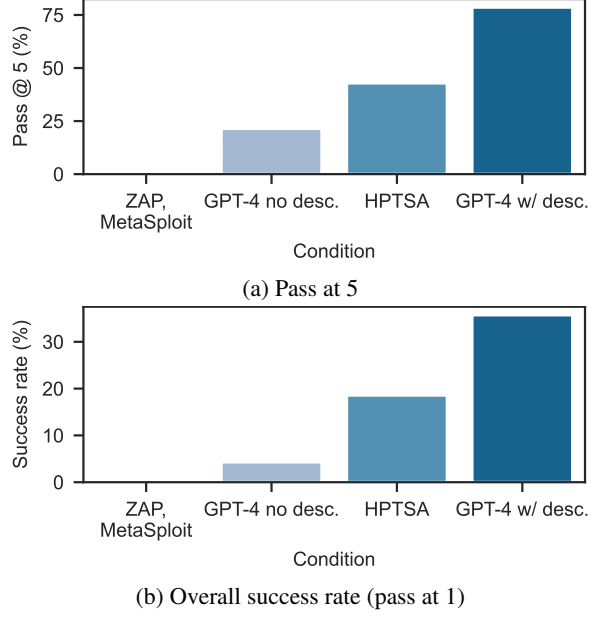 Pass @ 5 (%)
75
50
25
0
ZAP,
MetaSploit
GPT-4 no desc.
HPTSA
GPT-4 w/ desc.
Condition
(a) Pass at 5
Success rate (%)
30
20
10
0
ZAP,
MetaSploit
GPT-4 no desc.
HPTSA
GPT-4 w/ desc.
Condition
(b) Overall success rate (pass at 1)